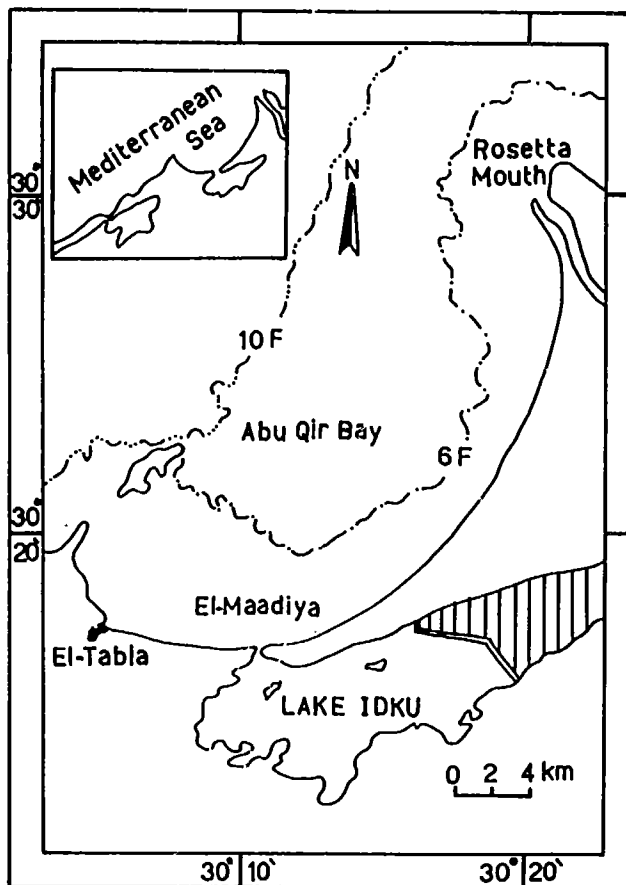 Mediterranean
Sea
N
Rosetta
Mouth
30°
30'
10 F
Abu Qir Bay
6 F
30°
20'
El-Maadiya
El-Tabia
LAKE IDKU
0 2 4 km
30° 10' 30° 20'